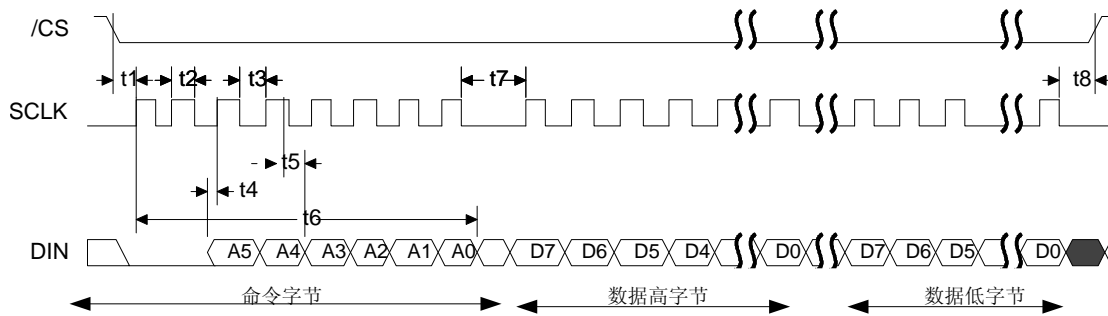 /CS
t1 t2 t3 t7 t8
SCLK
t5
t4
t6
DIN A5 A4 A3 A2 A1 A0 D7 D6 D5 D4 D0 D7 D6 D5 D0
命令字节 数据高字节 数据低字节